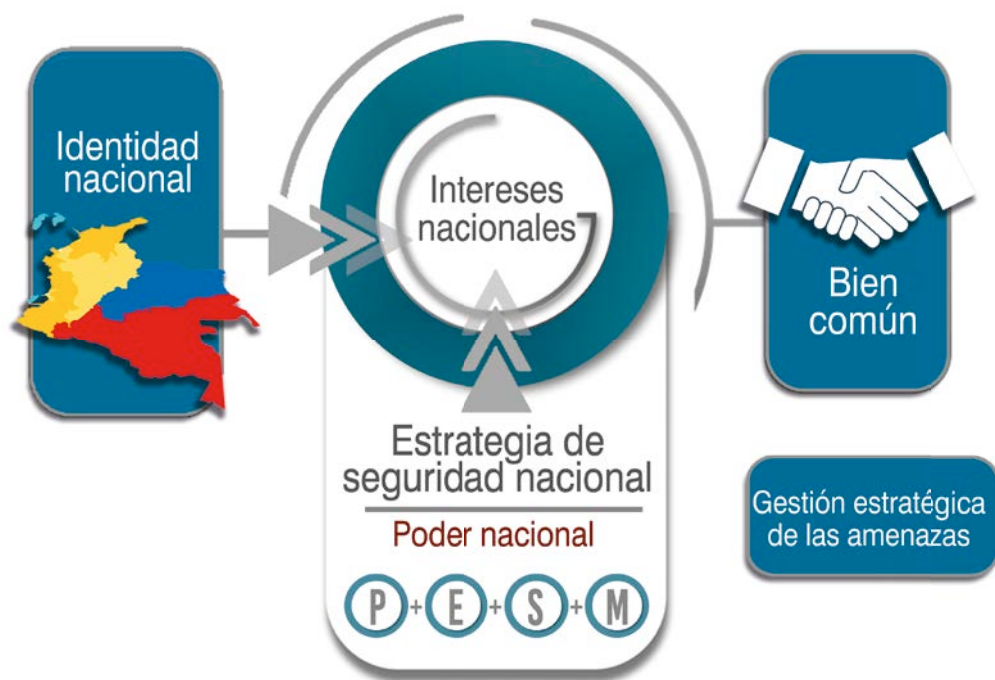 Identidad
nacional
Intereses
nacionales
Bien
común
Estrategia de
seguridad nacional
Poder nacional
P + E + S + M
Gestión estratégica
de las amenazas